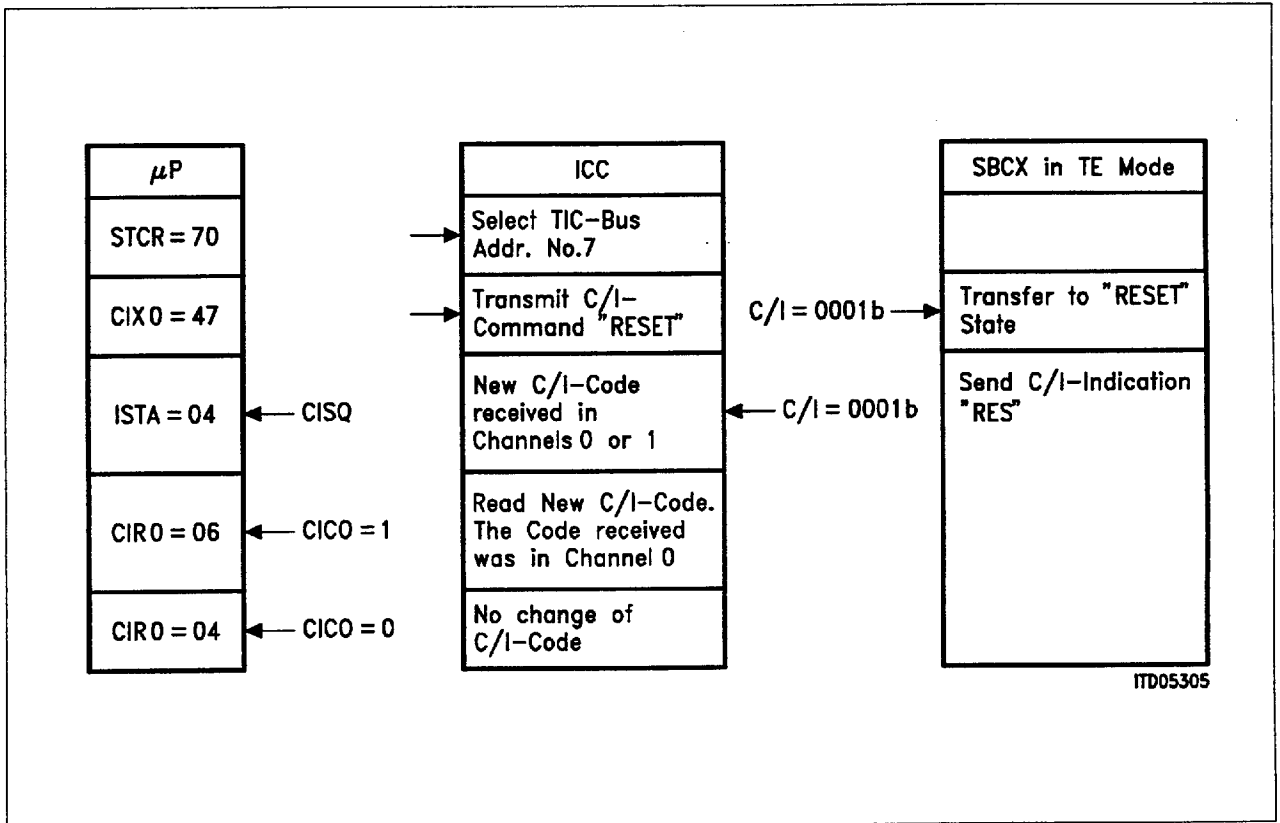 μP
STCR = 70
CIX0 = 47
ISTA = 04
CISQ
CIR0 = 06
CIC0 = 1
CIR0 = 04
CIC0 = 0
ICC
Select TIC-Bus
Addr. No.7
Transmit C/I-
Command "RESET"
New C/I-Code
received in
Channels 0 or 1
Read New C/I-Code.
The Code received
was in Channel 0
No change of
C/I-Code
C/I = 0001b
C/I = 0001b
SBCX in TE Mode
Transfer to "RESET"
State
Send C/I-Indication
"RES"
ITD05305